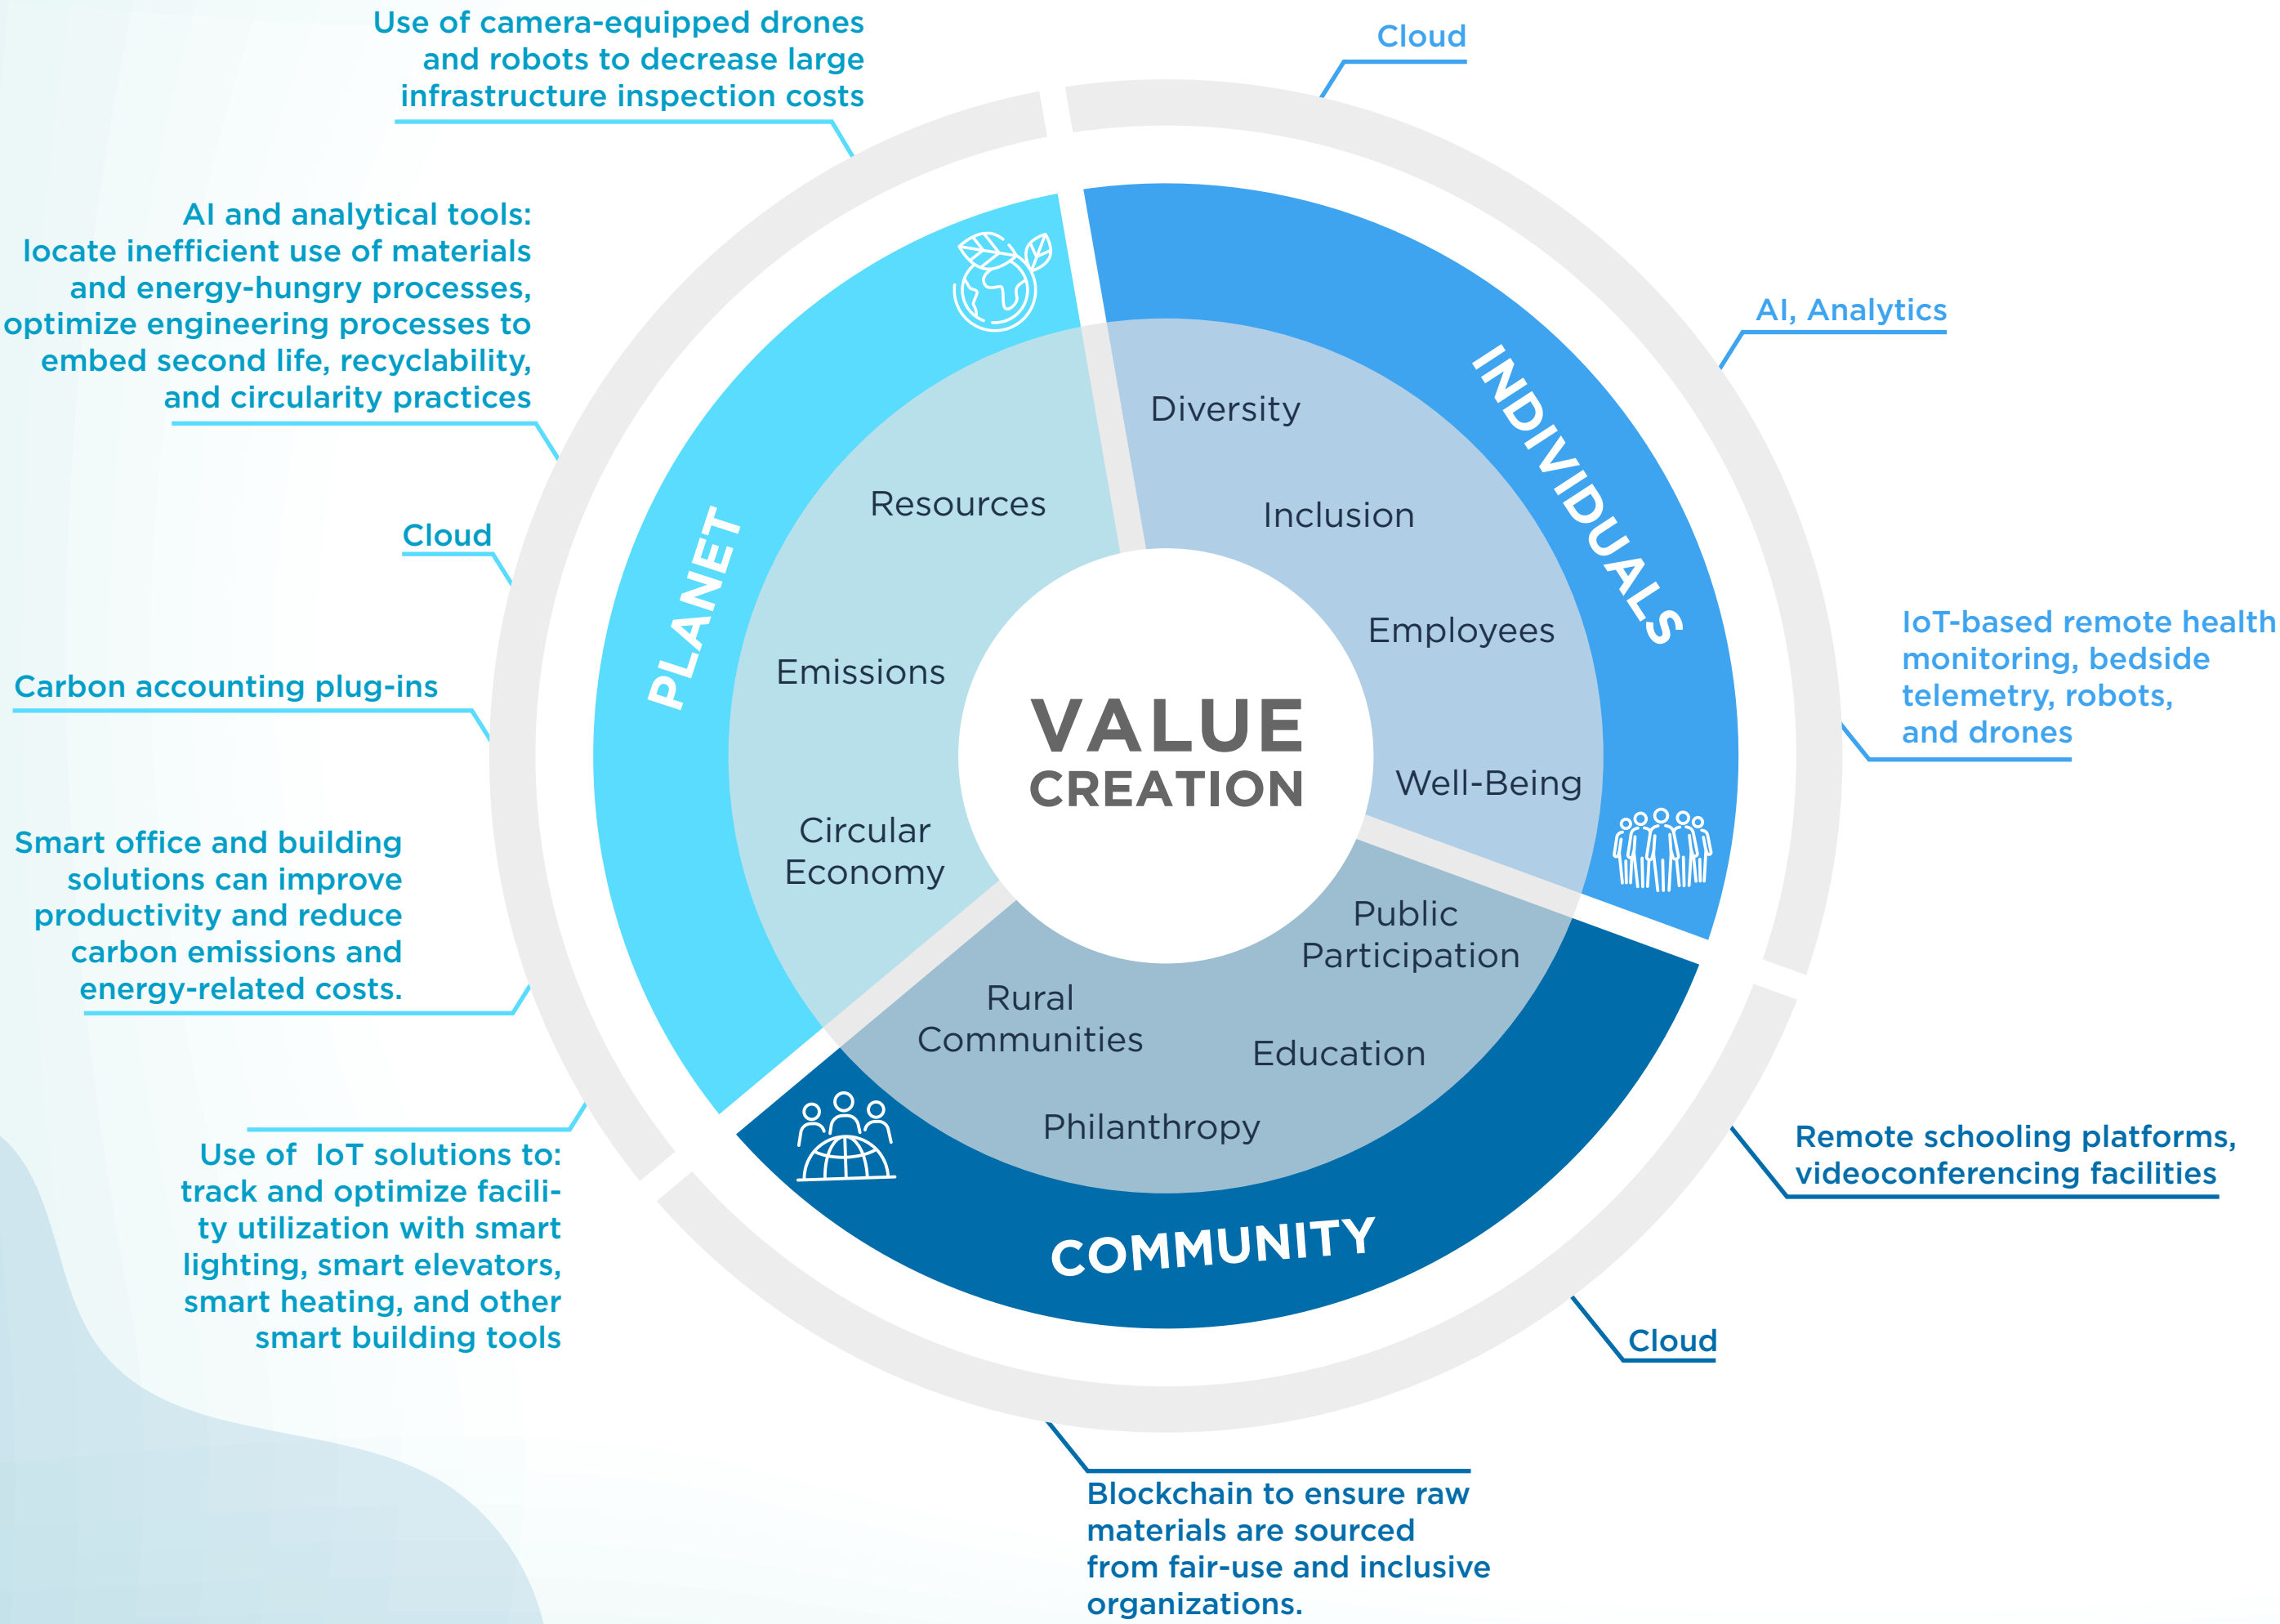 Use of camera-equipped drones
and robots to decrease large
infrastructure inspection costs
AI and analytical tools:
locate inefficient use of materials
and energy-hungry processes,
optimize engineering processes to
embed second life, recyclability,
and circularity practices
Cloud
Carbon accounting plug-ins
Smart office and building
solutions can improve
productivity and reduce
carbon emissions and
energy-related costs.
Use of IoT solutions to:
track and optimize facili-
ty utilization with smart
lighting, smart elevators,
smart heating, and other
smart building tools
PLANET
Resources
Emissions
Circular
Economy
VALUE
CREATION
INDIVIDUALS
Diversity
Inclusion
Employees
Well-Being
COMMUNITY
Public
Participation
Education
Rural
Communities
Philanthropy
Cloud
AI, Analytics
IoT-based remote health
monitoring, bedside
telemetry, robots,
and drones
Remote schooling platforms,
videoconferencing facilities
Cloud
Blockchain to ensure raw
materials are sourced
from fair-use and inclusive
organizations.